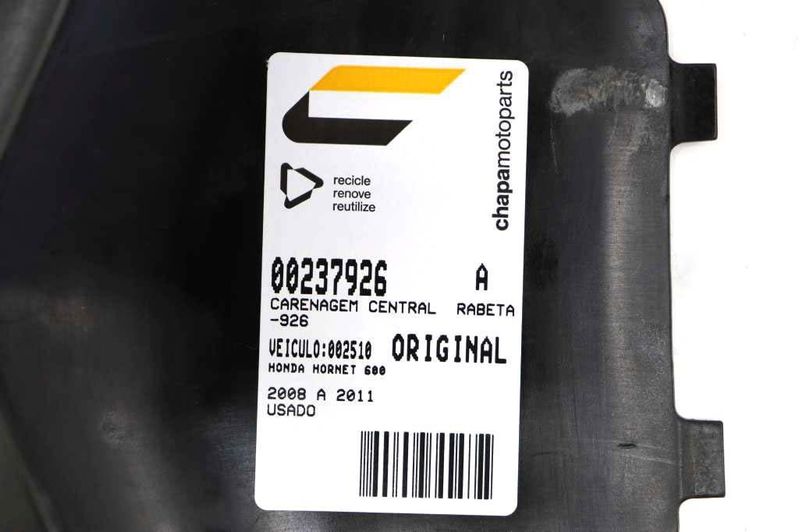 chapamotoparts
recicle
renove
reutilize
00237926 A
CARENAGEM CENTRAL RABETA
-926
VEICULO:002510 ORIGINAL
HONDA HORNET 600
2008 A 2011
USADO